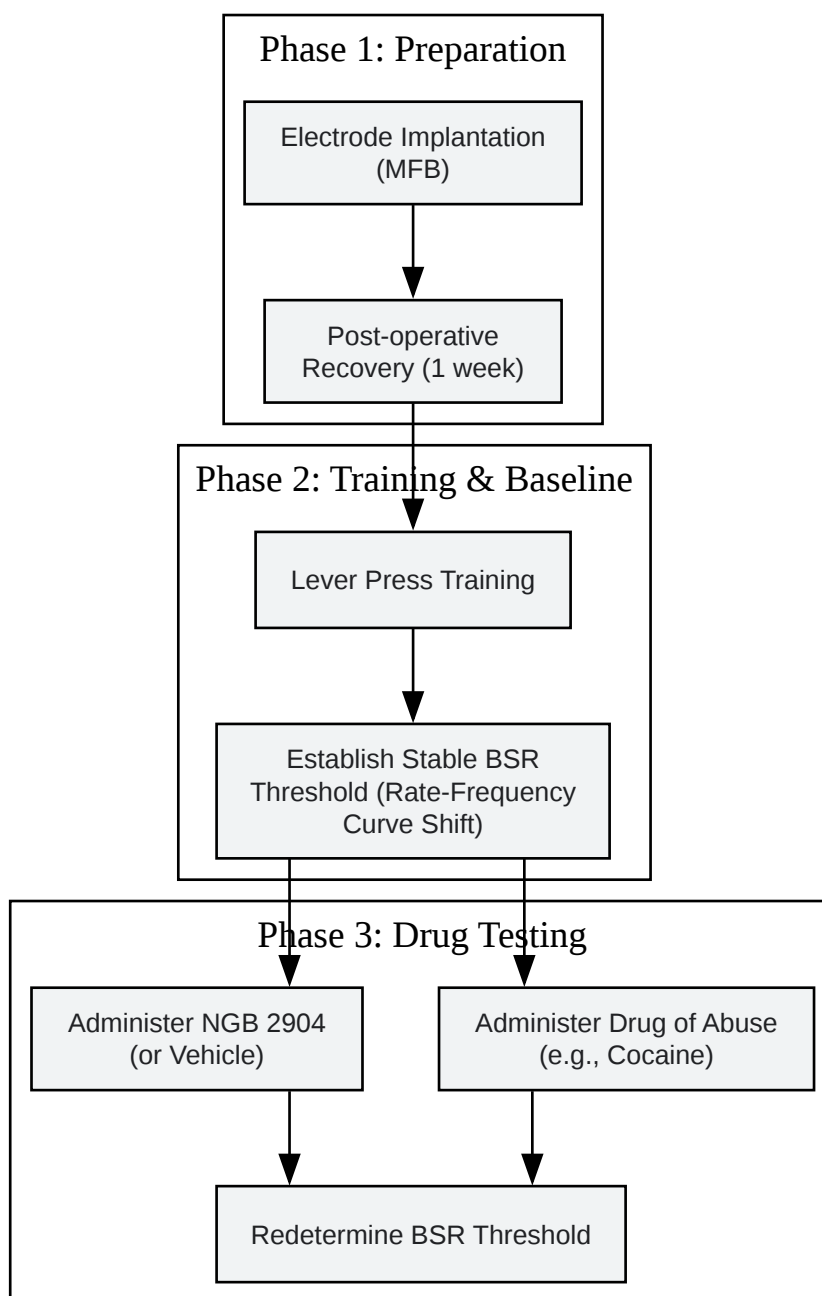 Phase 1: Preparation
Electrode Implantation
(MFB)
Post-operative
Recovery (1 week)
Phase 2: Training & Baseline
Lever Press Training
Establish Stable BSR
Threshold (Rate-Frequency
Curve Shift)
Phase 3: Drug Testing
Administer NGB 2904
(or Vehicle)
Administer Drug of Abuse
(e.g., Cocaine)
Redetermine BSR Threshold